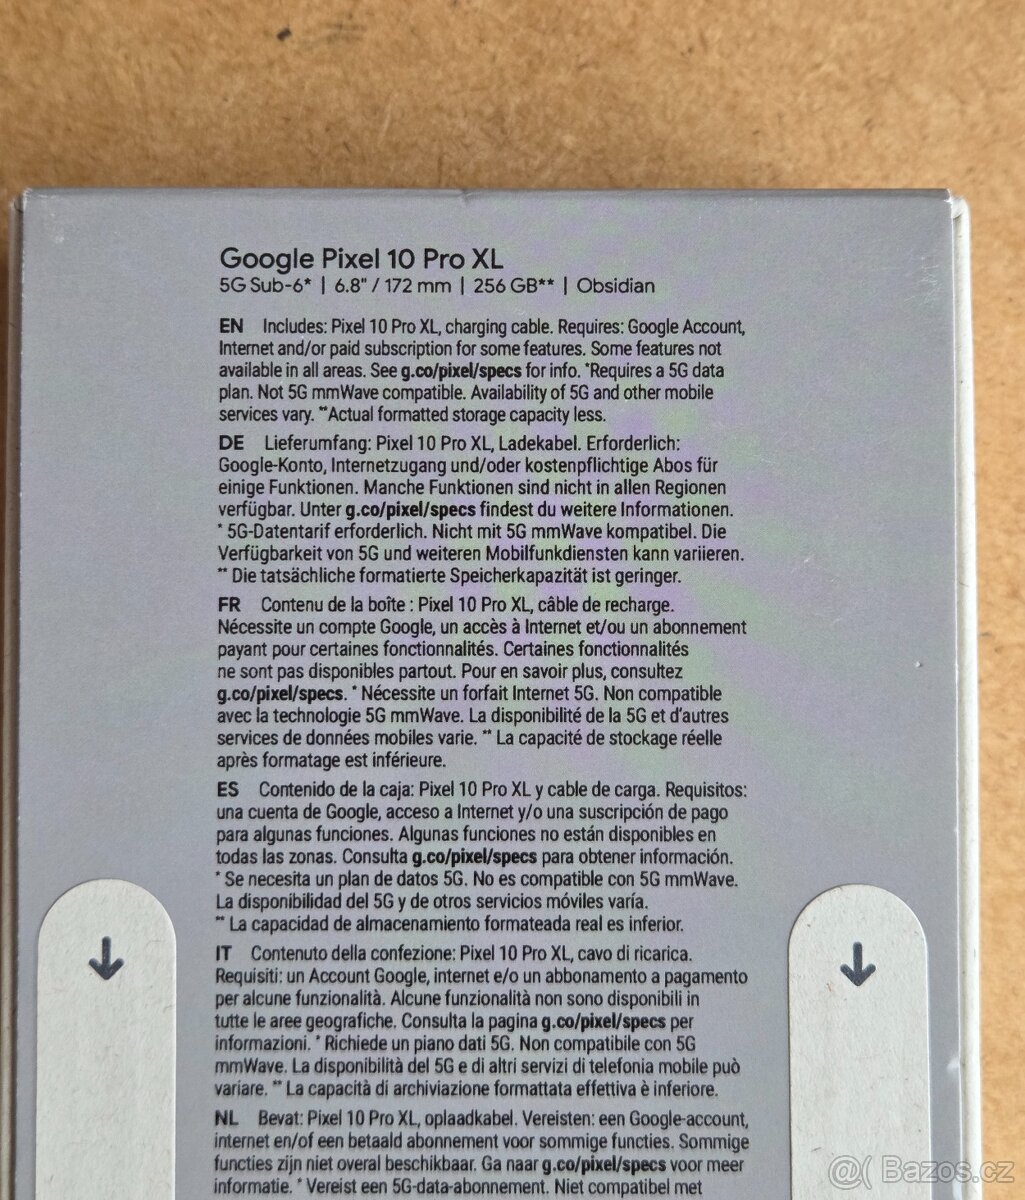 Google Pixel 10 Pro XL
5G Sub-6* | 6.8" / 172 mm | 256 GB** | Obsidian
EN Includes: Pixel 10 Pro XL, charging cable. Requires: Google Account,
Internet and/or paid subscription for some features. Some features not
available in all areas. See g.co/pixel/specs for info. *Requires a 5G data
plan. Not 5G mmWave compatible. Availability of 5G and other mobile
services vary. **Actual formatted storage capacity less.
DE Lieferumfang: Pixel 10 Pro XL, Ladekabel. Erforderlich:
Google-Konto, Internetzugang und/oder kostenpflichtige Abos für
einige Funktionen. Manche Funktionen sind nicht in allen Regionen
verfügbar. Unter g.co/pixel/specs findest du weitere Informationen.
* 5G-Datentarif erforderlich. Nicht mit 5G mmWave kompatibel. Die
Verfügbarkeit von 5G und weiteren Mobilfunkdiensten kann variieren.
** Die tatsächliche formatierte Speicherkapazität ist geringer.
FR Contenu de la boîte : Pixel 10 Pro XL, câble de recharge.
Nécessite un compte Google, un accès à Internet et/ou un abonnement
payant pour certaines fonctionnalités. Certaines fonctionnalités
ne sont pas disponibles partout. Pour en savoir plus, consultez
g.co/pixel/specs. * Nécessite un forfait Internet 5G. Non compatible
avec la technologie 5G mmWave. La disponibilité de la 5G et d'autres
services de données mobiles varie. ** La capacité de stockage réelle
après formatage est inférieure.
ES Contenido de la caja: Pixel 10 Pro XL y cable de carga. Requisitos:
una cuenta de Google, acceso a Internet y/o una suscripción de pago
para algunas funciones. Algunas funciones no están disponibles en
todas las zonas. Consulta g.co/pixel/specs para obtener información.
* Se necesita un plan de datos 5G. No es compatible con 5G mmWave.
La disponibilidad del 5G y de otros servicios móviles varía.
** La capacidad de almacenamiento formateada real es inferior.
IT Contenuto della confezione: Pixel 10 Pro XL, cavo di ricarica.
Requisiti: un Account Google, internet e/o un abbonamento a pagamento
per alcune funzionalità. Alcune funzionalità non sono disponibili in
tutte le aree geografiche. Consulta la pagina g.co/pixel/specs per
informazioni. * Richiede un piano dati 5G. Non compatibile con 5G
mmWave. La disponibilità del 5G e di altri servizi di telefonia mobile può
variare. ** La capacità di archiviazione formattata effettiva è inferiore.
NL Bevat: Pixel 10 Pro XL, oplaadkabel. Vereisten: een Google-account,
internet en/of een betaald abonnement voor sommige functies. Sommige
functies zijn niet overal beschikbaar. Ga naar g.co/pixel/specs voor meer
informatie. * Vereist een 5G-data-abonnement. Niet compatibel met
@( Bazos.cz